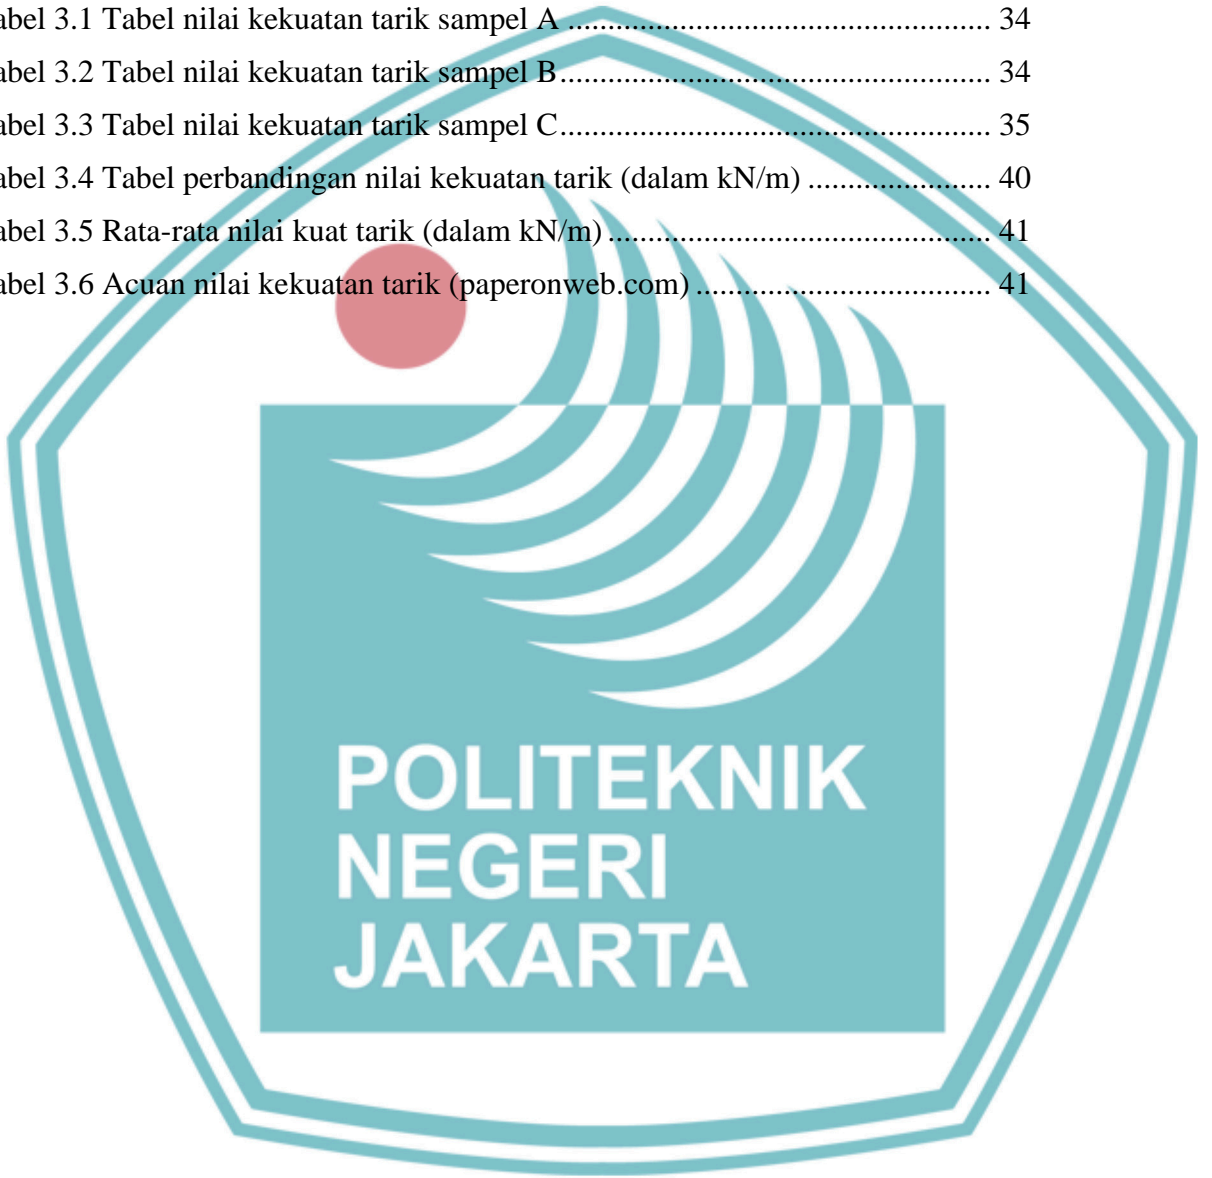 abel 3.1 Tabel nilai kekuatan tarik sampel A ..................................................... 34
abel 3.2 Tabel nilai kekuatan tarik sampel B...................................................... 34
abel 3.3 Tabel nilai kekuatan tarik sampel C...................................................... 35
abel 3.4 Tabel perbandingan nilai kekuatan tarik (dalam kN/m) ....................... 40
abel 3.5 Rata-rata nilai kuat tarik (dalam kN/m) ................................................ 41
abel 3.6 Acuan nilai kekuatan tarik (paperonweb.com) ..................................... 41
POLITEKNIK
NEGERI
JAKARTA